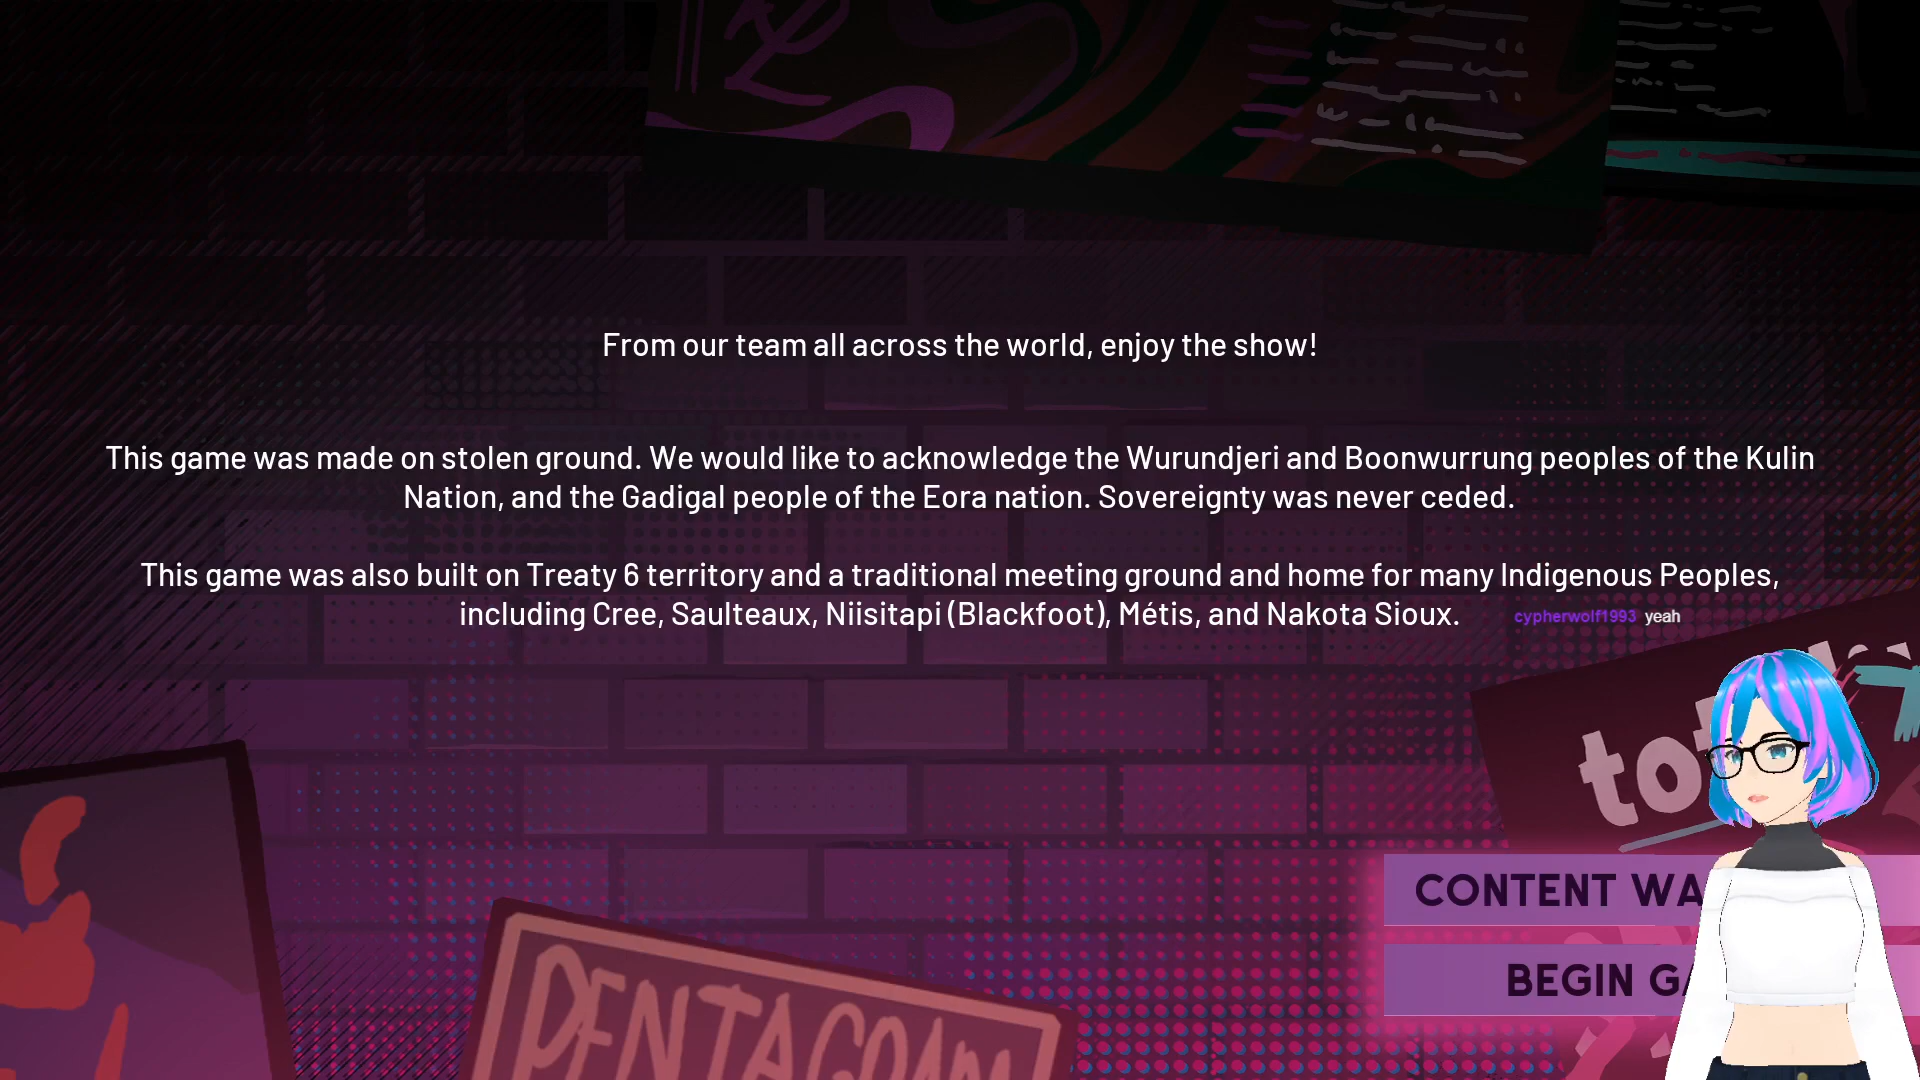 From our team all across the world, enjoy the show!
This game was made on stolen ground. We would like to acknowledge the Wurundjeri and Boonwurrung peoples of the Kulin
Nation, and the Gadigal people of the Eora nation. Sovereignty was never ceded.
This game was also built on Treaty 6 territory and a traditional meeting ground and home for many Indigenous Peoples,
including Cree, Saulteaux, Niisitapi (Blackfoot), Métis, and Nakota Sioux.
cypherwolf1993 yeah
CONTENT
BEGIN
PENTAGRAM